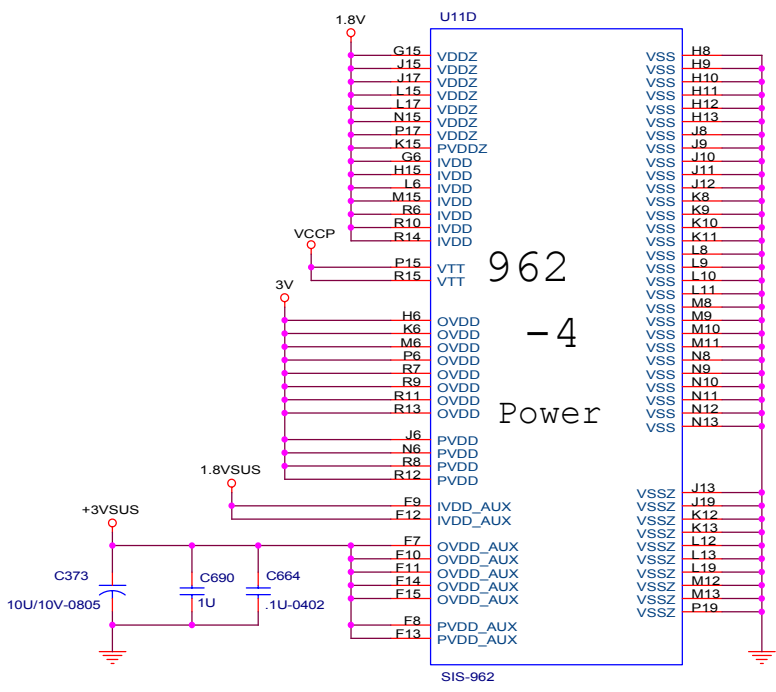 U11D
1.8V
G15 VDDZ
J15 VDDZ
J17 VDDZ
L15 VDDZ
L17 VDDZ
N15 VDDZ
P17 VDDZ
K15 PVDDZ
G6 IVDD
H15 IVDD
L6 IVDD
M15 IVDD
R6 IVDD
R10 IVDD
R14 IVDD
VCCP
P15 VTT
R15 VTT
3V
H6 OVDD
K6 OVDD
M6 OVDD
P6 OVDD
R7 OVDD
R9 OVDD
R11 OVDD
R13 OVDD
J6 PVDD
N6 PVDD
R8 PVDD
R12 PVDD
1.8VSUS
F9 IVDD_AUX
F12 IVDD_AUX
+3VSUS
F7 OVDD_AUX
F10 OVDD_AUX
F11 OVDD_AUX
F14 OVDD_AUX
F15 OVDD_AUX
F8 PVDD_AUX
F13 PVDD_AUX
C373
10U/10V-0805
C690
1U
C664
.1U-0402
962
-4
Power
VSS H8
VSS H9
VSS H10
VSS H11
VSS H12
VSS H13
VSS J8
VSS J9
VSS J10
VSS J11
VSS J12
VSS K8
VSS K9
VSS K10
VSS K11
VSS L8
VSS L9
VSS L10
VSS L11
VSS M8
VSS M9
VSS M10
VSS M11
VSS N8
VSS N9
VSS N10
VSS N11
VSS N12
VSS N13
VSSZ J13
VSSZ J19
VSSZ K12
VSSZ K13
VSSZ L12
VSSZ L13
VSSZ L19
VSSZ M12
VSSZ M13
VSSZ P19
SIS-962